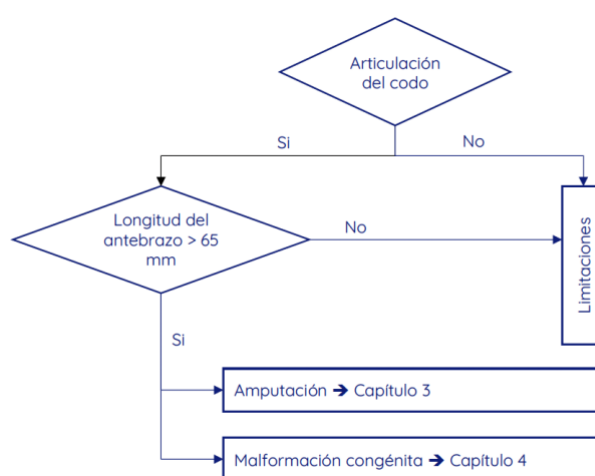 Articulación
del codo
Si
No
Longitud del
antebrazo > 65
mm
No
Limitaciones
Si
Amputación ➔ Capítulo 3
Malformación congénita ➔ Capítulo 4